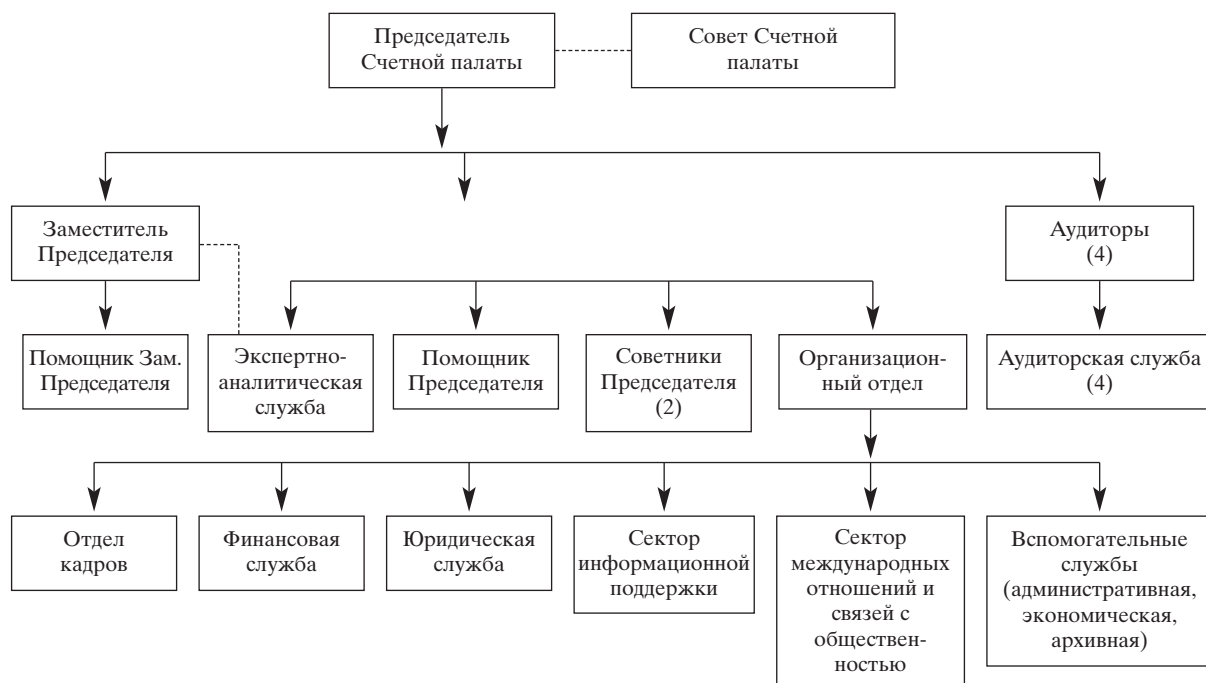 Председатель
Счетной палаты
Совет Счетной
палаты
Заместитель
Председателя
Аудиторы
(4)
Помощник Зам.
Председателя
Экспертно-
аналитическая
служба
Помощник
Председателя
Советники
Председателя
(2)
Организацион-
ный отдел
Аудиторская служба
(4)
Отдел
кадров
Финансовая
служба
Юридическая
служба
Сектор
информационной
поддержки
Сектор
международных
отношений и
связей с
обществен-
ностью
Вспомогательные
службы
(административная,
экономическая,
архивная)